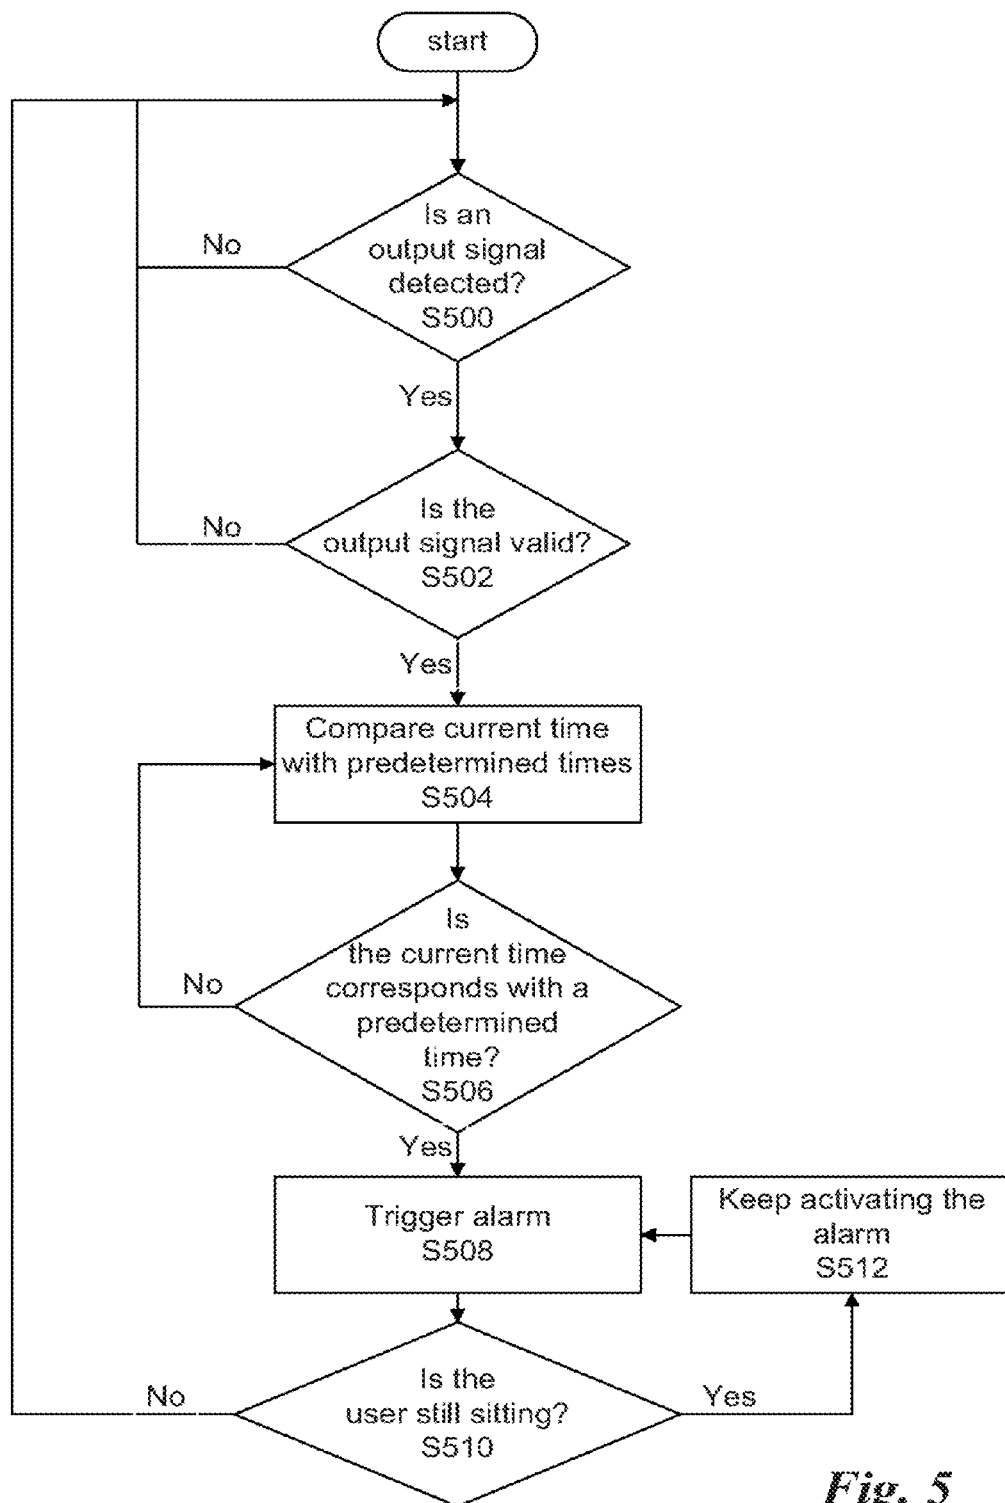 start
Is an
output signal
detected?
S500
No
Yes
Is the
output signal valid?
S502
No
Yes
Compare current time
with predetermined times
S504
Is
the current time
corresponds with a
predetermined
time?
S506
No
Yes
Trigger alarm
S508
Keep activating the
alarm
S512
Is the
user still sitting?
S510
No
Yes
Fig. 5